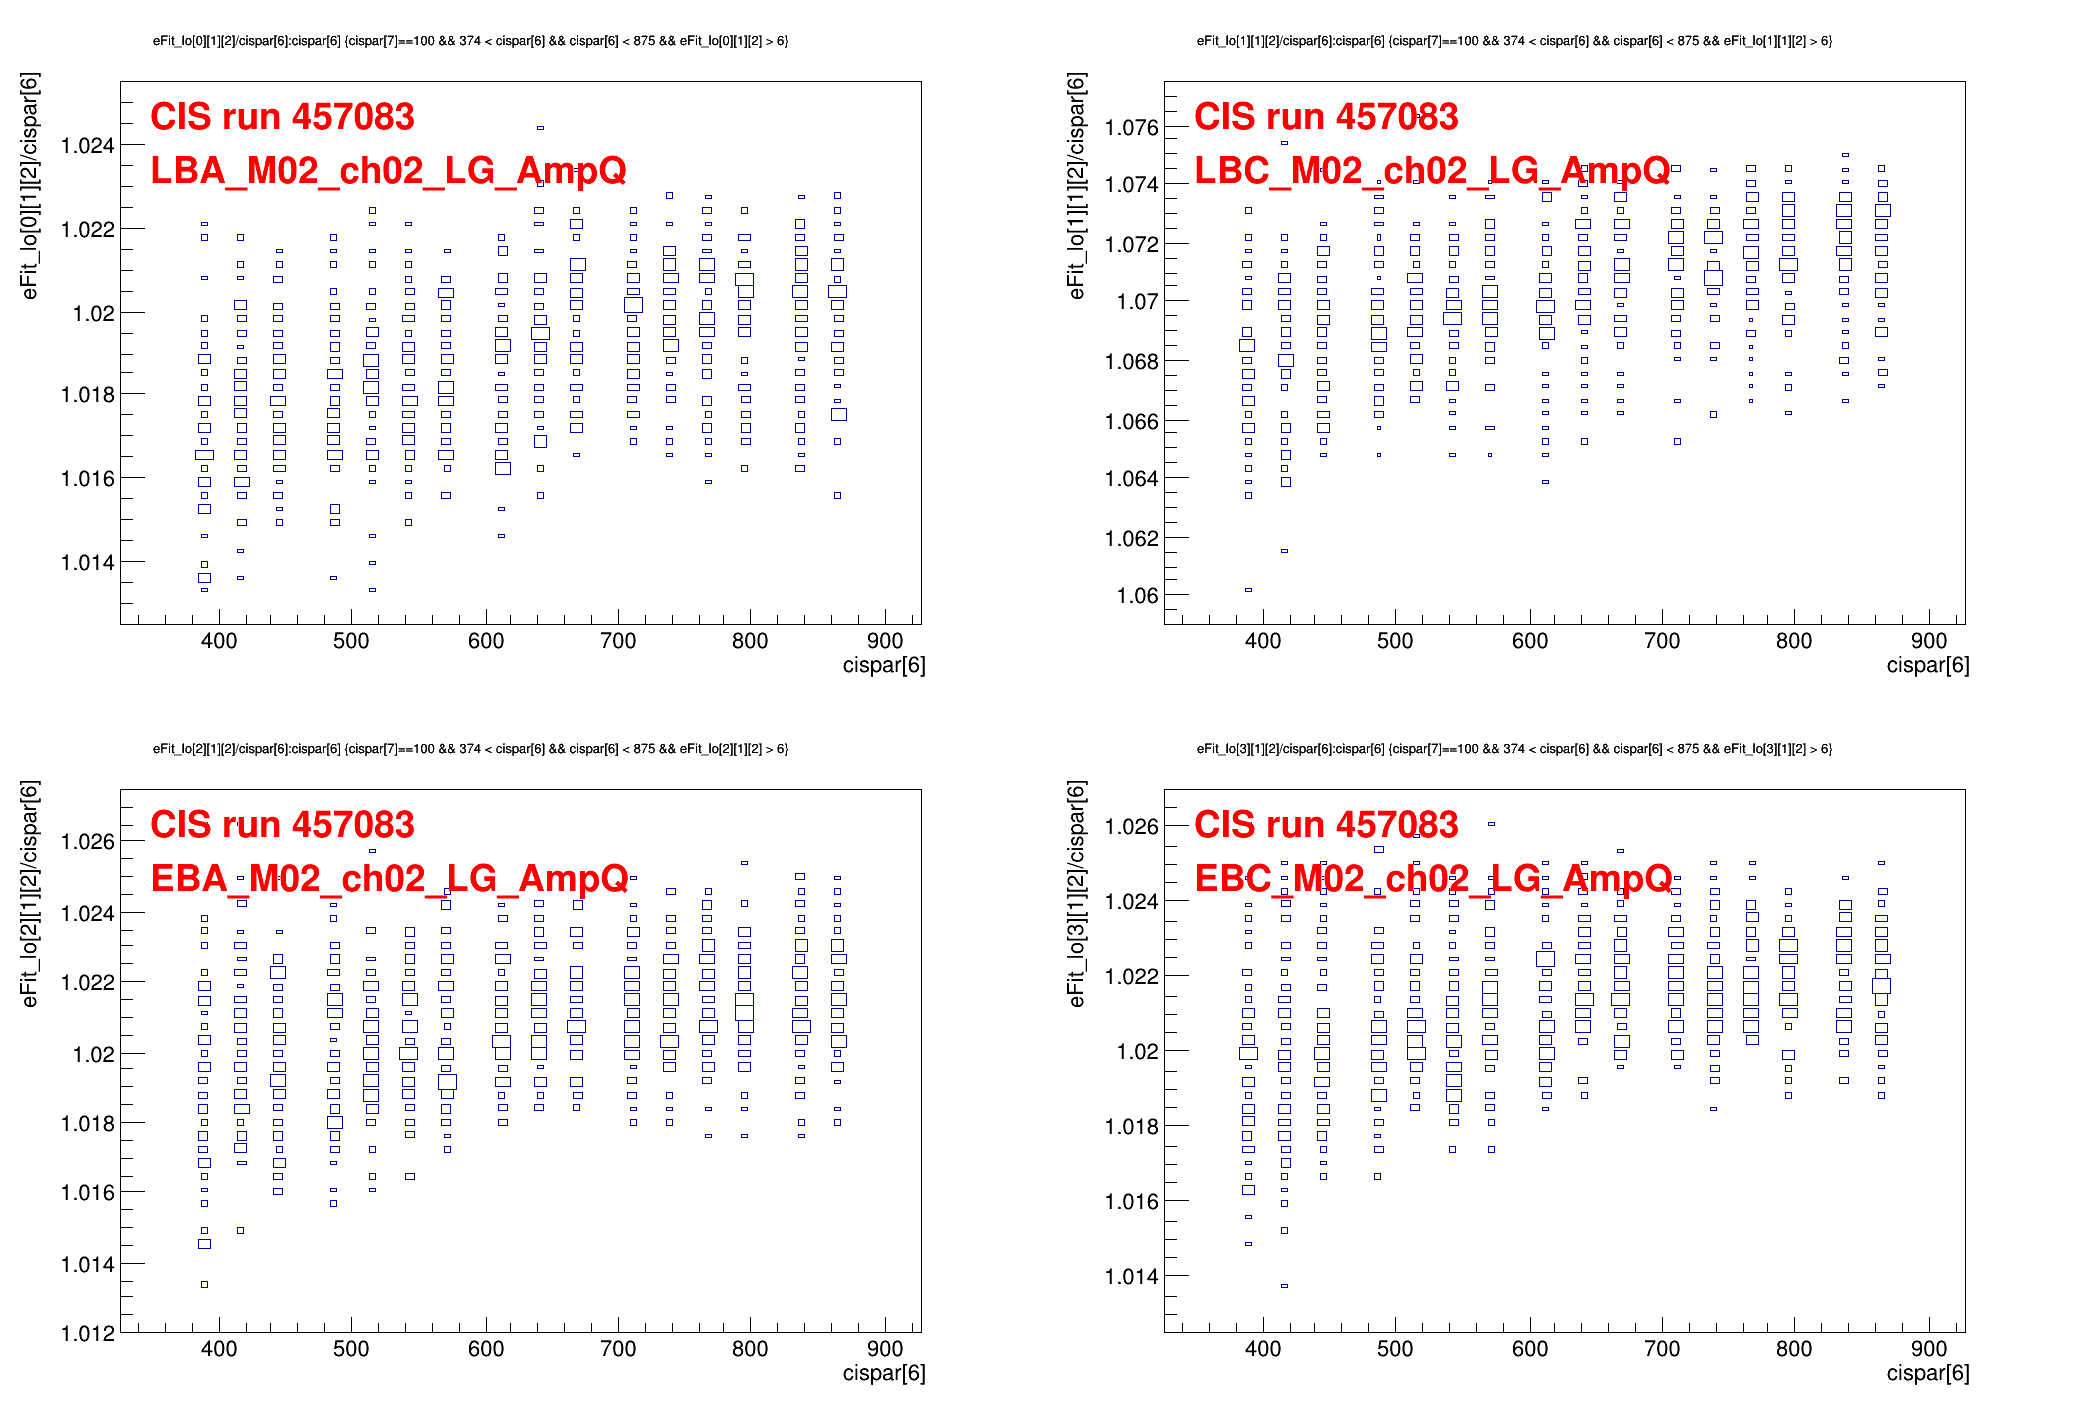 eFit_lo[0][1][2]/cispar[6]:cispar[6] {cispar[7]==100 && 374 < cispar[6] && cispar[6] < 875 && eFit_lo[0][1][2] > 6}
eFit_lo[0][1][2]/cispar[6]
CIS run 457083
LBA_M02_ch02_LG_AmpQ
1.024
1.022
1.02
1.018
1.016
1.014
400 500 600 700 800 900
cispar[6]
eFit_lo[1][1][2]/cispar[6]:cispar[6] {cispar[7]==100 && 374 < cispar[6] && cispar[6] < 875 && eFit_lo[1][1][2] > 6}
eFit_lo[1][1][2]/cispar[6]
CIS run 457083
LBC_M02_ch02_LG_AmpQ
1.076
1.074
1.072
1.07
1.068
1.066
1.064
1.062
1.06
400 500 600 700 800 900
cispar[6]
eFit_lo[2][1][2]/cispar[6]:cispar[6] {cispar[7]==100 && 374 < cispar[6] && cispar[6] < 875 && eFit_lo[2][1][2] > 6}
eFit_lo[2][1][2]/cispar[6]
CIS run 457083
EBA_M02_ch02_LG_AmpQ
1.026
1.024
1.022
1.02
1.018
1.016
1.014
1.012
400 500 600 700 800 900
cispar[6]
eFit_lo[3][1][2]/cispar[6]:cispar[6] {cispar[7]==100 && 374 < cispar[6] && cispar[6] < 875 && eFit_lo[3][1][2] > 6}
eFit_lo[3][1][2]/cispar[6]
CIS run 457083
EBC_M02_ch02_LG_AmpQ
1.026
1.024
1.022
1.02
1.018
1.016
1.014
400 500 600 700 800 900
cispar[6]